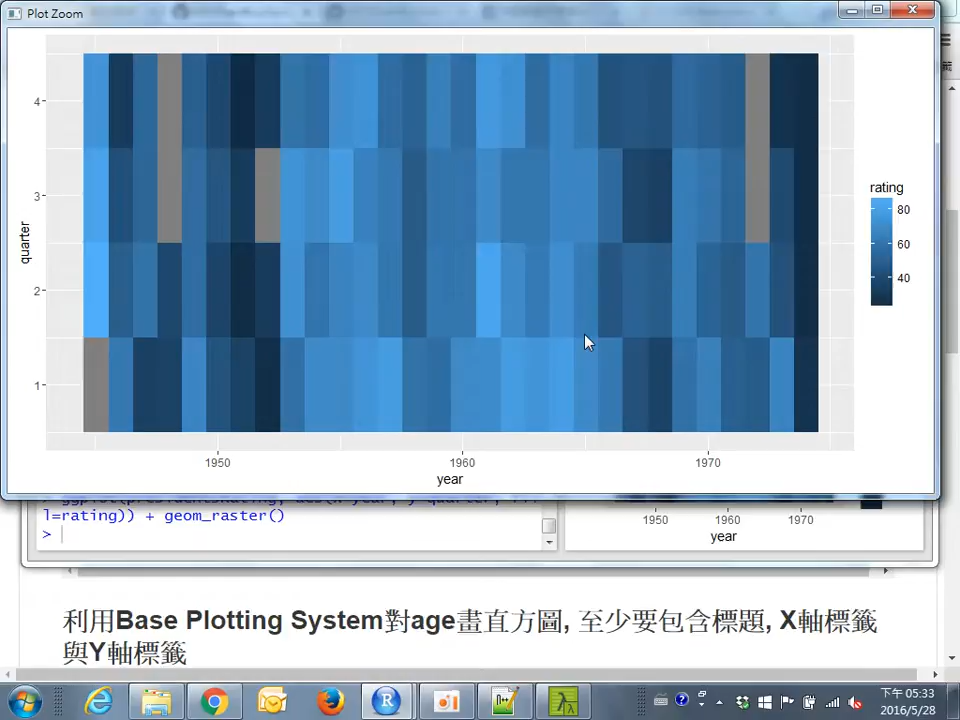 Plot Zoom
4
3
2
1
quarter
1950
1960
1970
year
rating
80
60
40
l=rating)) + geom_raster()
>
1950
1960
1970
year
利用Base Plotting System對age畫直方圖, 至少要包含標題, X軸標籤
與Y軸標籤
下午 05:33
2016/5/28